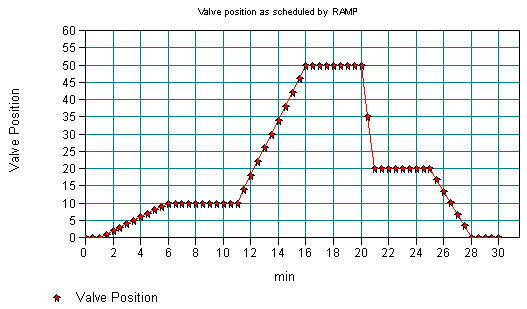 Valve position as scheduled by RAMP
60
55
50
45
40
35
30
25
20
15
10
5
0
Valve Position
0 2 4 6 8 10 12 14 16 18 20 22 24 26 28 30
min
Valve Position